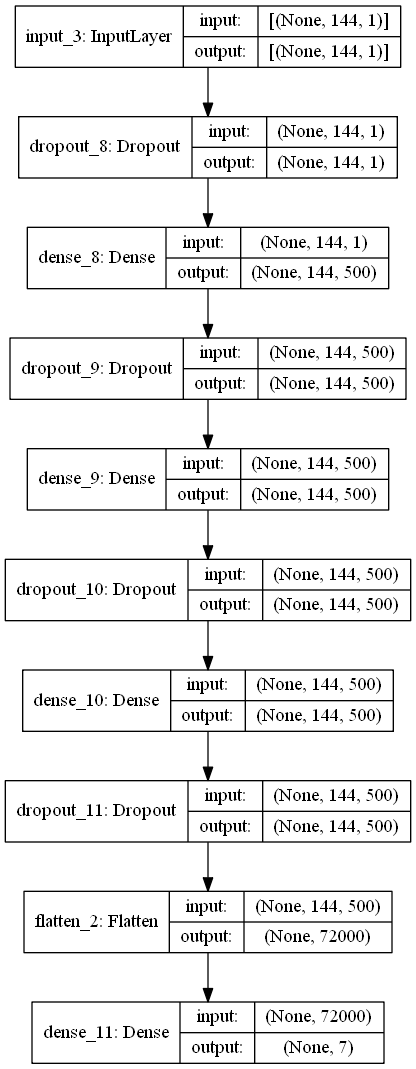 input_3: InputLayer
input: [(None, 144, 1)]
output: [(None, 144, 1)]
dropout_8: Dropout
input: (None, 144, 1)
output: (None, 144, 1)
dense_8: Dense
input: (None, 144, 1)
output: (None, 144, 500)
dropout_9: Dropout
input: (None, 144, 500)
output: (None, 144, 500)
dense_9: Dense
input: (None, 144, 500)
output: (None, 144, 500)
dropout_10: Dropout
input: (None, 144, 500)
output: (None, 144, 500)
dense_10: Dense
input: (None, 144, 500)
output: (None, 144, 500)
dropout_11: Dropout
input: (None, 144, 500)
output: (None, 144, 500)
flatten_2: Flatten
input: (None, 144, 500)
output: (None, 72000)
dense_11: Dense
input: (None, 72000)
output: (None, 7)